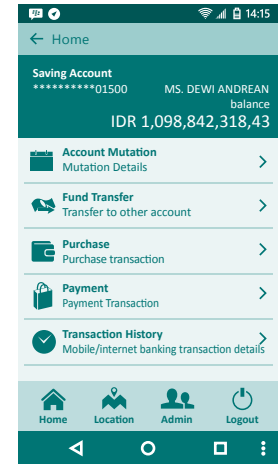 14:15
← Home
Saving Account
**********01500 MS. DEWI ANDREAN
balance
IDR 1,098,842,318,43
Account Mutation
Mutation Details
Fund Transfer
Transfer to other account
Purchase
Purchase transaction
Payment
Payment Transaction
Transaction History
Mobile/internet banking transaction details
Home Location Admin Logout